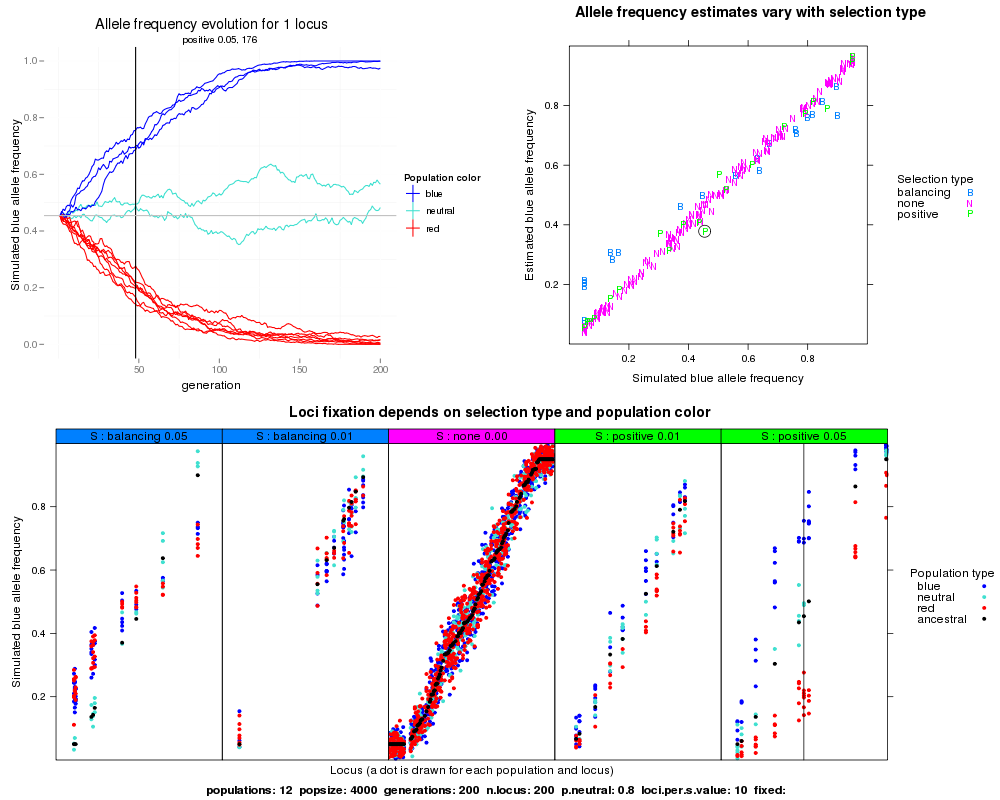 Allele frequency evolution for 1 locus
positive 0.05, 176
Simulated blue allele frequency
1.0
0.8
0.6
0.4
0.2
0.0
50
100
150
200
generation
Population color
blue
neutral
red
Allele frequency estimates vary with selection type
Estimated blue allele frequency
0.8
0.6
0.4
0.2
0.2
0.4
0.6
0.8
Simulated blue allele frequency
Selection type
balancing B
none N
positive P
Loci fixation depends on selection type and population color
S : balancing 0.05
S : balancing 0.01
S : none 0.00
S : positive 0.01
S : positive 0.05
Simulated blue allele frequency
0.8
0.6
0.4
0.2
Locus (a dot is drawn for each population and locus)
Population type
blue
neutral
red
ancestral
populations: 12 popsize: 4000 generations: 200 n.locus: 200 p.neutral: 0.8 loci.per.s.value: 10 fixed: